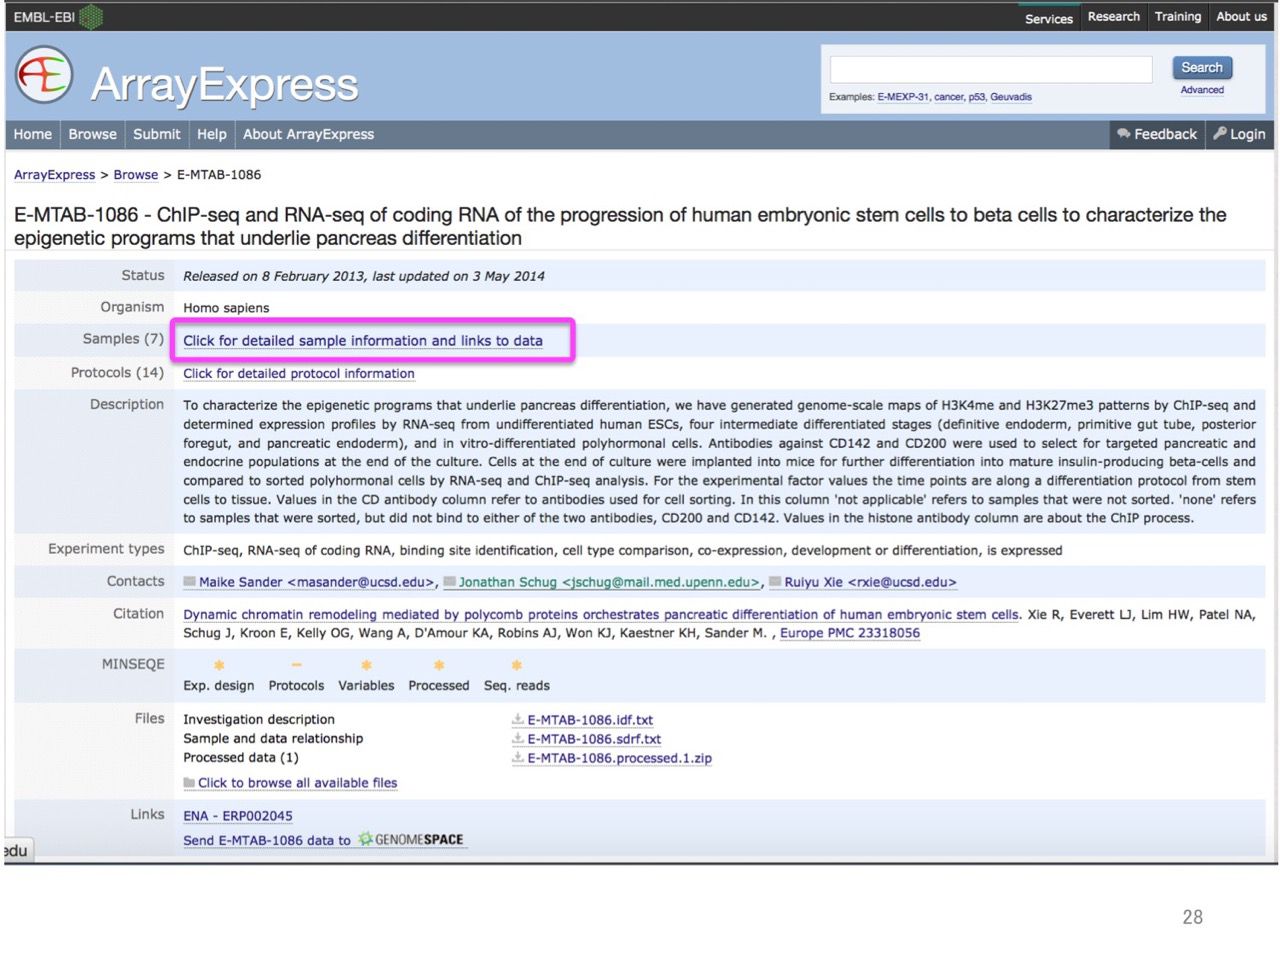 EMBL-EBI
Services Research Training About us
ArrayExpress
Search
Examples: E-MEXP-31, cancer, p53, Geuvadis
Advanced
Home Browse Submit Help About ArrayExpress Feedback Login
ArrayExpress > Browse > E-MTAB-1086
E-MTAB-1086 - ChIP-seq and RNA-seq of coding RNA of the progression of human embryonic stem cells to beta cells to characterize the
epigenetic programs that underlie pancreas differentiation
Status Released on 8 February 2013, last updated on 3 May 2014
Organism Homo sapiens
Samples (7) Click for detailed sample information and links to data
Protocols (14) Click for detailed protocol information
Description To characterize the epigenetic programs that underlie pancreas differentiation, we have generated genome-scale maps of H3K4me and H3K27me3 patterns by ChIP-seq and
determined expression profiles by RNA-seq from undifferentiated human ESCs, four intermediate differentiated stages (definitive endoderm, primitive gut tube, posterior
foregut, and pancreatic endoderm), and in vitro-differentiated polyhormonal cells. Antibodies against CD142 and CD200 were used to select for targeted pancreatic and
endocrine populations at the end of the culture. Cells at the end of culture were implanted into mice for further differentiation into mature insulin-producing beta-cells and
compared to sorted polyhormonal cells by RNA-seq and ChIP-seq analysis. For the experimental factor values the time points are along a differentiation protocol from stem
cells to tissue. Values in the CD antibody column refer to antibodies used for cell sorting. In this column 'not applicable' refers to samples that were not sorted. 'none' refers
to samples that were sorted, but did not bind to either of the two antibodies, CD200 and CD142. Values in the histone antibody column are about the ChIP process.
Experiment types ChIP-seq, RNA-seq of coding RNA, binding site identification, cell type comparison, co-expression, development or differentiation, is expressed
Contacts Maike Sander <masander@ucsd.edu>, Jonathan Schug <jschug@mail.med.upenn.edu>, Ruiyu Xie <rxie@ucsd.edu>
Citation Dynamic chromatin remodeling mediated by polycomb proteins orchestrates pancreatic differentiation of human embryonic stem cells. Xie R, Everett LJ, Lim HW, Patel NA,
Schug J, Kroon E, Kelly OG, Wang A, D'Amour KA, Robins AJ, Won KJ, Kaestner KH, Sander M. , Europe PMC 23318056
MINSEQE * – * * *
Exp. design Protocols Variables Processed Seq. reads
Files Investigation description E-MTAB-1086.idf.txt
Sample and data relationship E-MTAB-1086.sdrf.txt
Processed data (1) E-MTAB-1086.processed.1.zip
Click to browse all available files
Links ENA - ERP002045
Send E-MTAB-1086 data to GENOMESPACE
edu
28